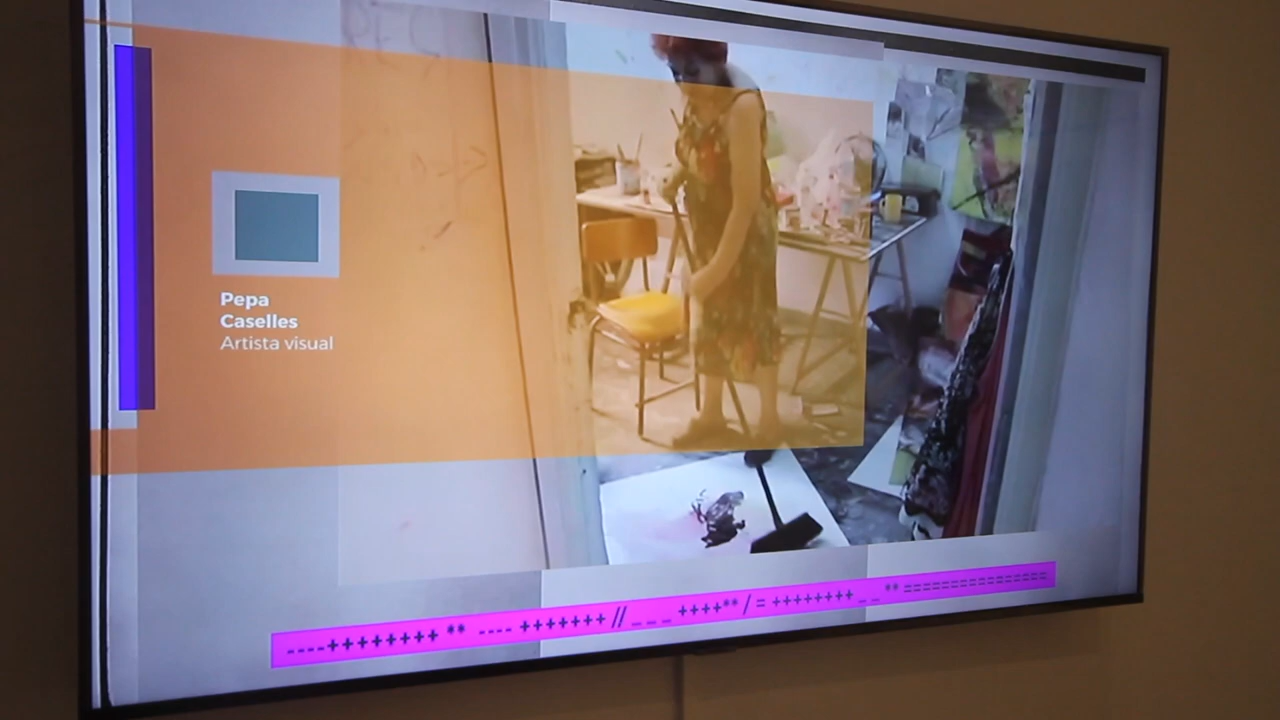 Pepa
Caselles
Artista visual
----++++++++ ** ---- +++++++ // _ _ _ ++++** / = ++++++++ _ _ ** ================